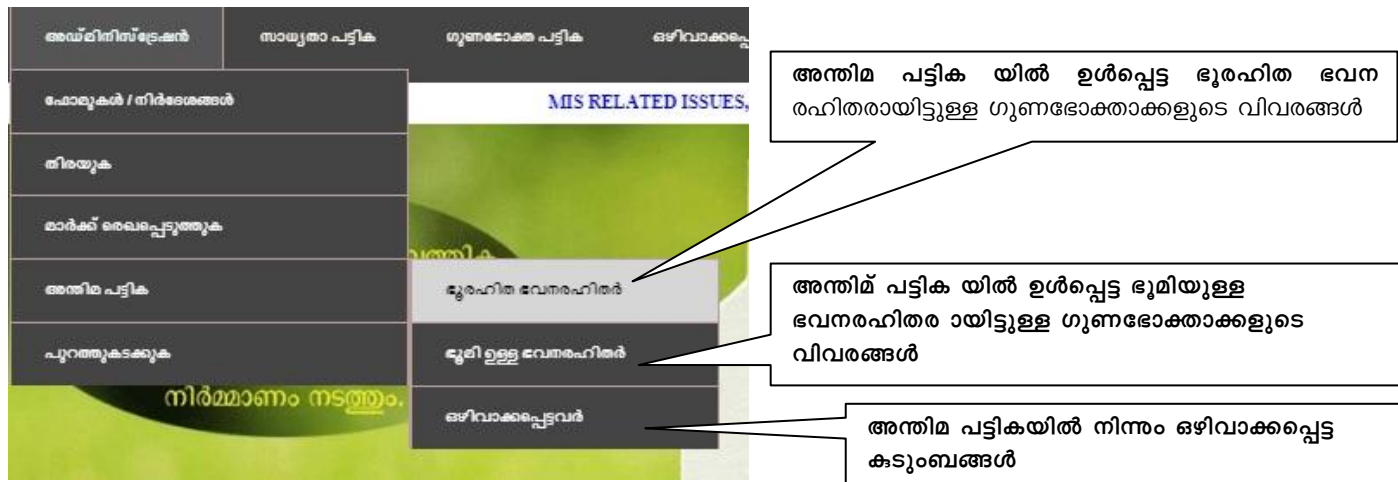 അഡ്മിനിസ്ട്രേഷൻ സാധ്യതാ പട്ടിക ഗുണഭോക്ത പട്ടിക ഒഴിവാക്കപ്പെ
ഫോമുകൾ / നിർദേശങ്ങൾ
MIS RELATED ISSUES,
തിരയുക
മാർക്ക് രേഖപ്പെടുത്തുക
അന്തിമ പട്ടിക
പുറത്തുകടക്കുക
ഭൂരഹിത ഭവനരഹിതർ
ഭൂമി ഉള്ള ഭവനരഹിതർ
ഒഴിവാക്കപ്പെട്ടവർ
നിർമ്മാണം നടത്തും.
അന്തിമ പട്ടിക യിൽ ഉൾപ്പെട്ട ഭൂരഹിത ഭവന
രഹിതരായിട്ടുള്ള ഗുണഭോക്താക്കളുടെ വിവരങ്ങൾ
അന്തിമ് പട്ടിക യിൽ ഉൾപ്പെട്ട ഭൂമിയുള്ള
ഭവനരഹിതര ായിട്ടുള്ള ഗുണഭോക്താക്കളുടെ
വിവരങ്ങൾ
അന്തിമ പട്ടികയിൽ നിന്നും ഒഴിവാക്കപ്പെട്ട
കുടുംബങ്ങൾ